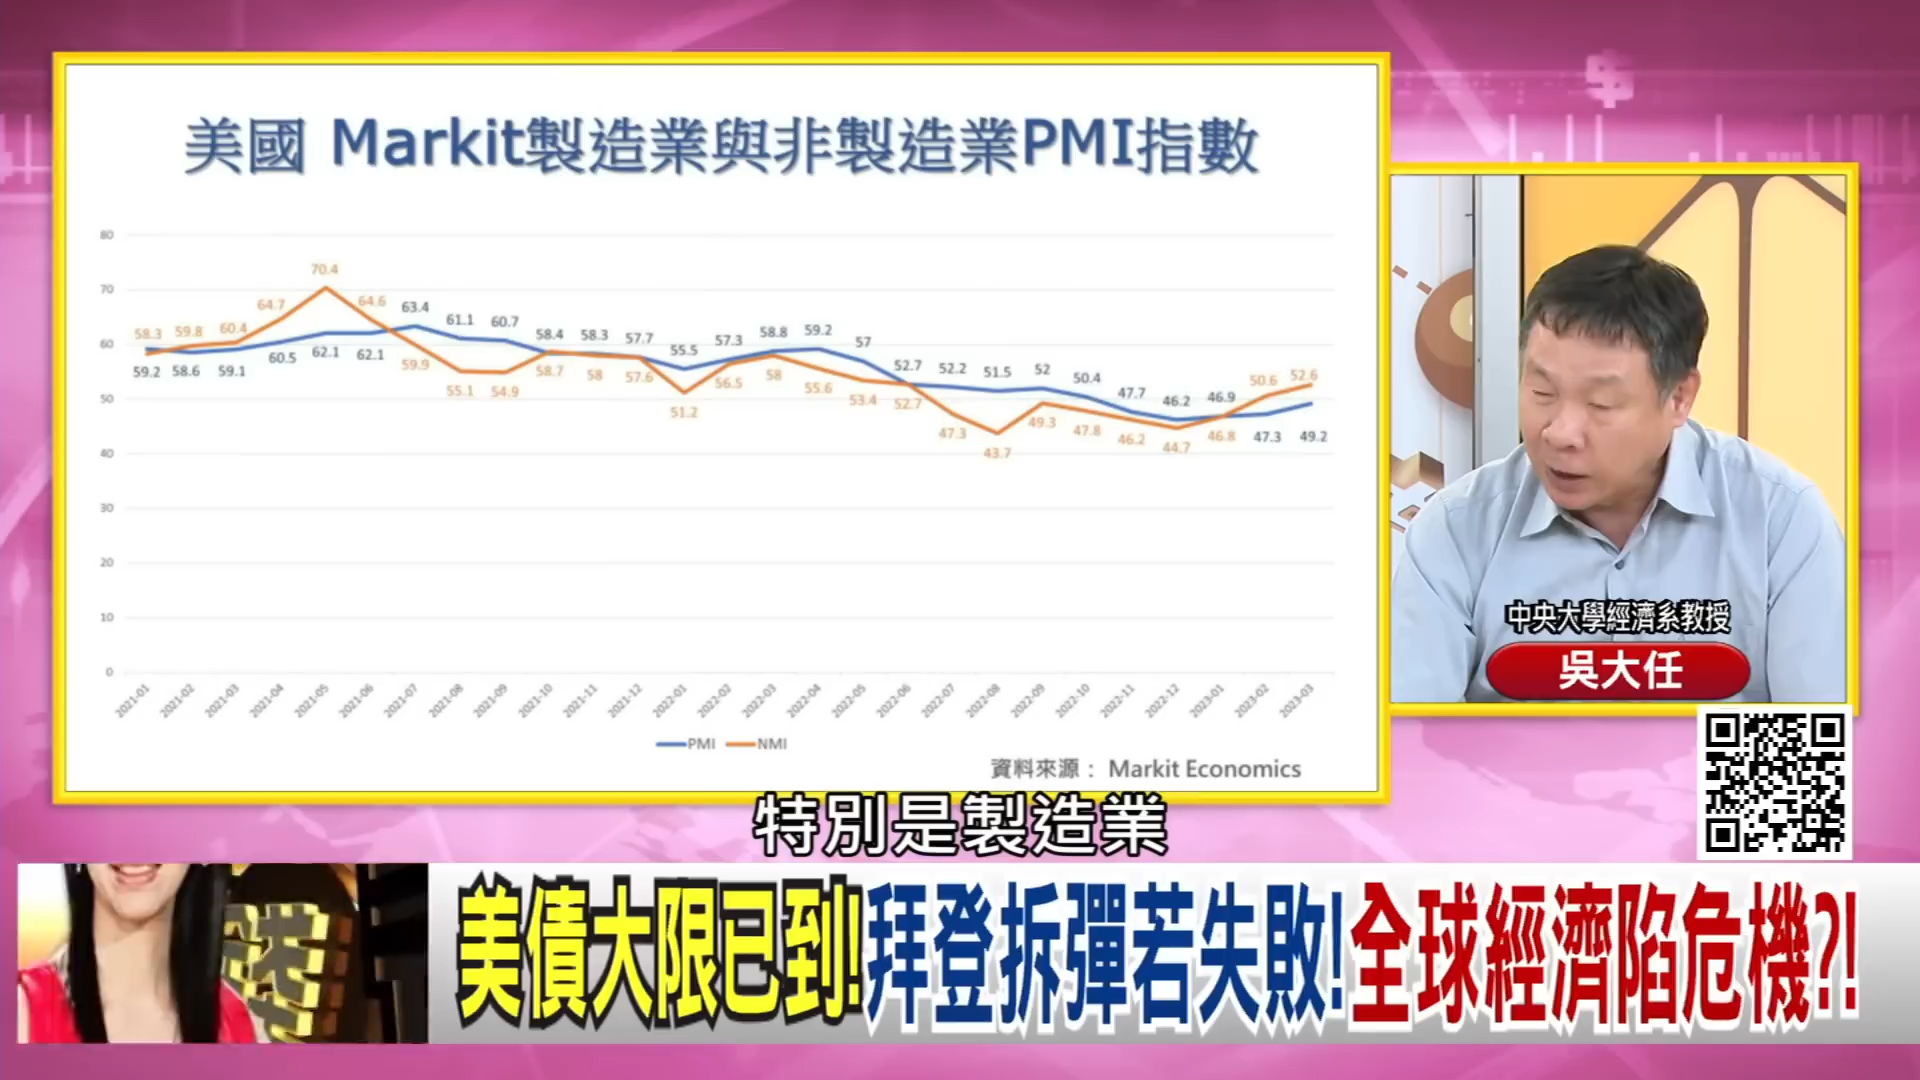 美國 Markit製造業與非製造業PMI指數
80
70
60
50
40
30
20
10
0
58.3 59.8 60.4 64.7 70.4 64.6 59.9 55.1 54.9 58.7 58 57.6 51.2 56.5 58 55.6 53.4 52.7 47.3 43.7 49.3 47.8 46.2 44.7 46.8 50.6 52.6
59.2 58.6 59.1 60.5 62.1 62.1 63.4 61.1 60.7 58.4 58.3 57.7 55.5 57.3 58.8 59.2 57 52.7 52.2 51.5 52 50.4 47.7 46.2 46.9 47.3 49.2
2021-01 2021-02 2021-03 2021-04 2021-05 2021-06 2021-07 2021-08 2021-09 2021-10 2021-11 2021-12 2022-01 2022-02 2022-03 2022-04 2022-05 2022-06 2022-07 2022-08 2022-09 2022-10 2022-11 2022-12 2023-01 2023-02 2023-03
PMI NMI
資料來源： Markit Economics
中央大學經濟系教授
吳大任
特別是製造業
錢
美債大限已到!拜登拆彈若失敗!全球經濟陷危機?!